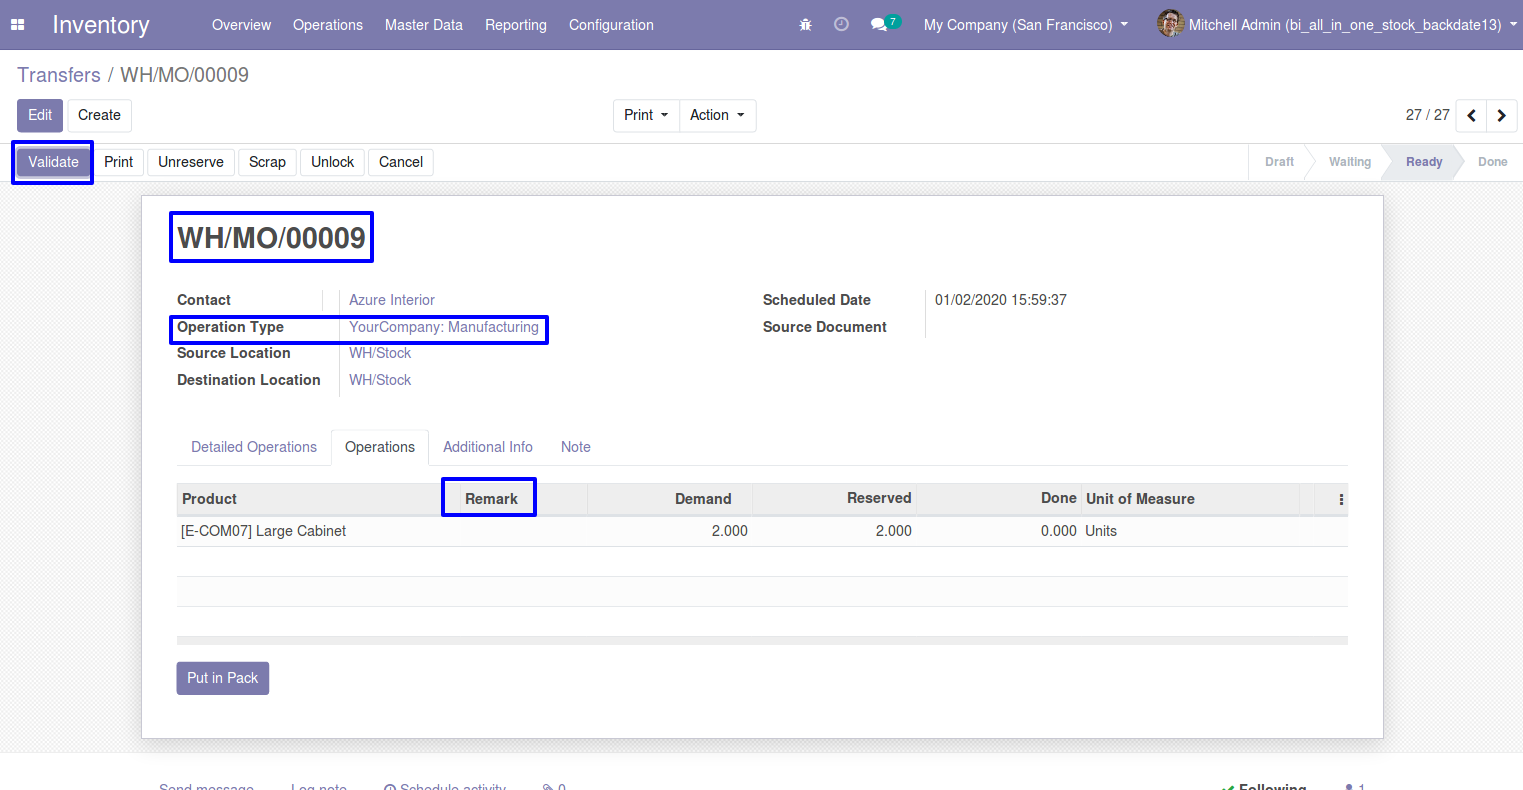 Inventory Overview Operations Master Data Reporting Configuration 7 My Company (San Francisco) Mitchell Admin (bi_all_in_one_stock_backdate13)
Transfers / WH/MO/00009
Edit Create Print Action 27 / 27
Validate Print Unreserve Scrap Unlock Cancel Draft Waiting Ready Done
WH/MO/00009
Contact Azure Interior Scheduled Date 01/02/2020 15:59:37
Operation Type YourCompany: Manufacturing Source Document
Source Location WH/Stock
Destination Location WH/Stock
Detailed Operations Operations Additional Info Note
Product Remark Demand Reserved Done Unit of Measure
[E-COM07] Large Cabinet 2.000 2.000 0.000 Units
Put in Pack
Send message Log note Schedule activity 0 Following 1